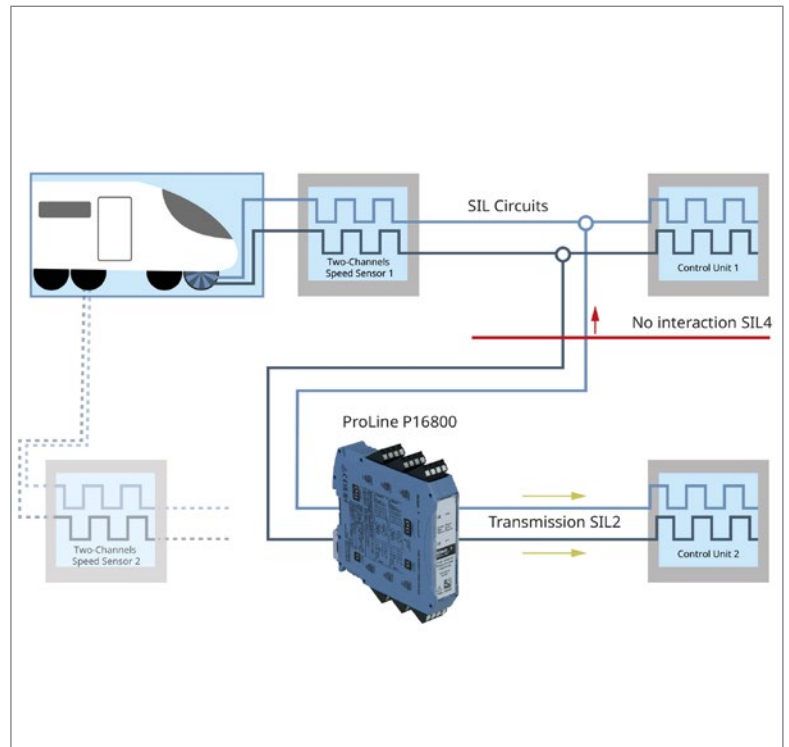 SIL Circuits
Two-Channels
Speed Sensor 1
Control Unit 1
No interaction SIL4
ProLine P16800
Transmission SIL2
Two-Channels
Speed Sensor 2
Control Unit 2